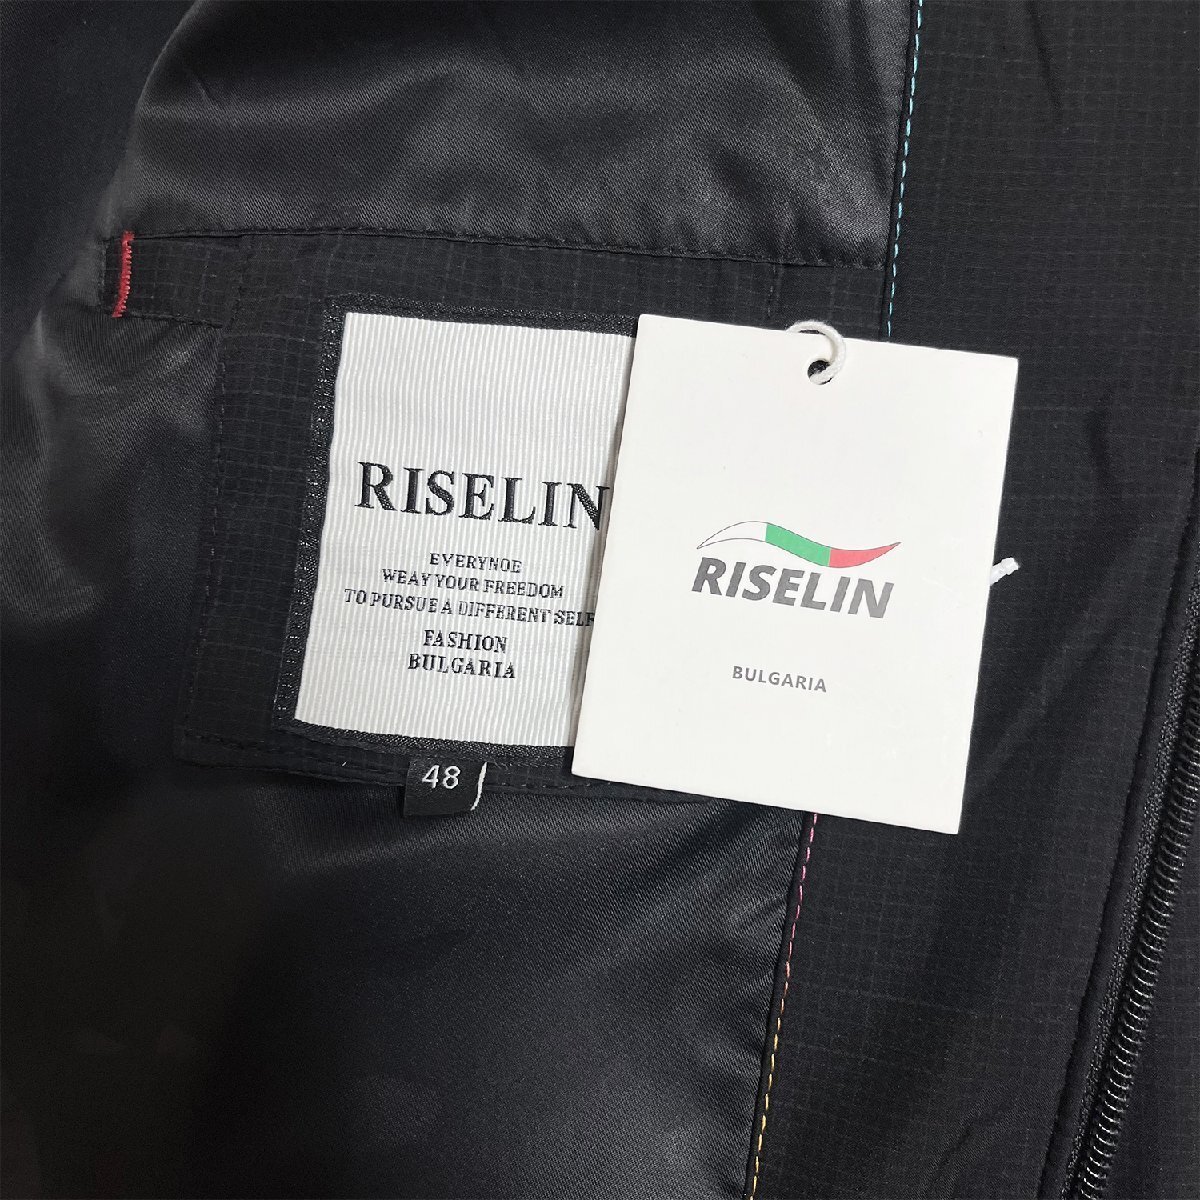 RISELIN
EVERYNOE
WEAY YOUR FREEDOM
TO PURSUE A DIFFERENT SELF
FASHION
BULGARIA
48
RISELIN
BULGARIA